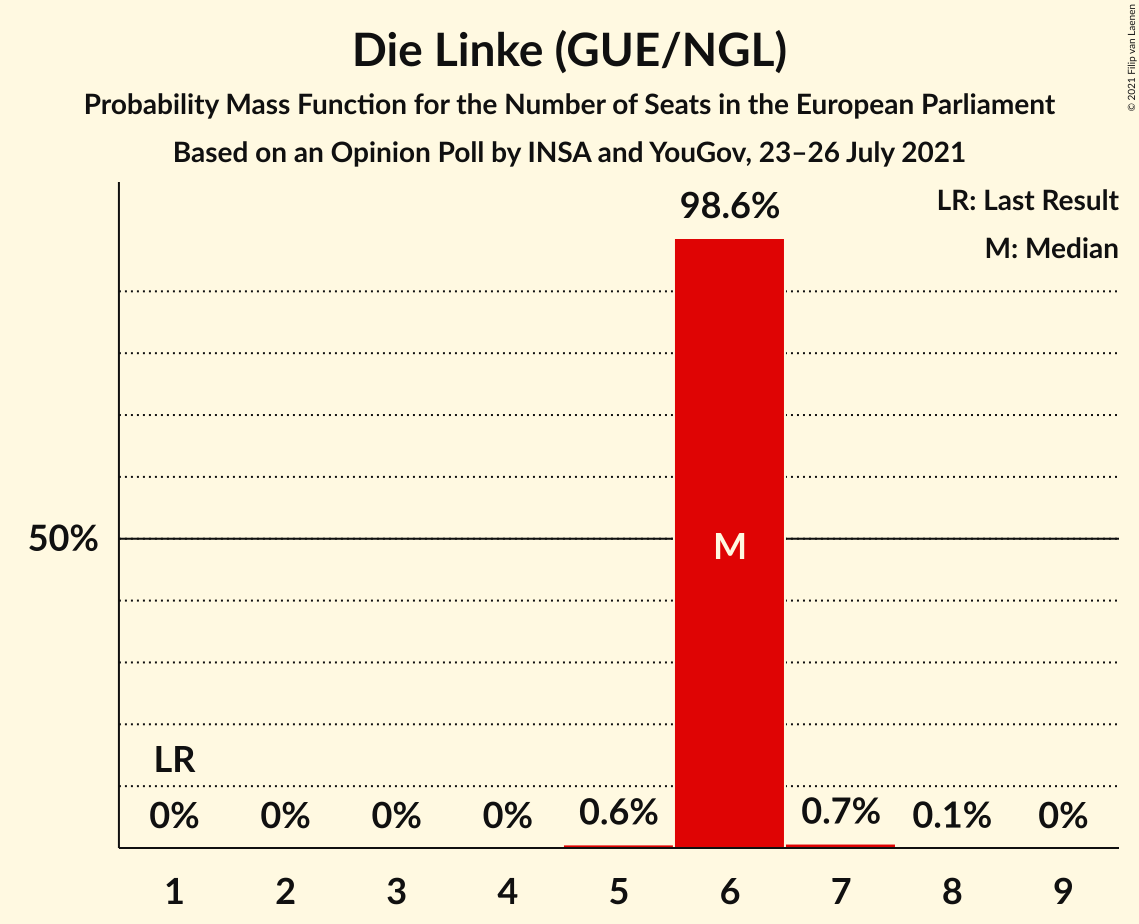 Die Linke (GUE/NGL)
Probability Mass Function for the Number of Seats in the European Parliament
Based on an Opinion Poll by INSA and YouGov, 23–26 July 2021
© 2021 Filip van Laenen
LR: Last Result
M: Median
98.6%
50%
M
LR
0% 0% 0% 0% 0.6% 0.7% 0.1% 0%
1 2 3 4 5 6 7 8 9